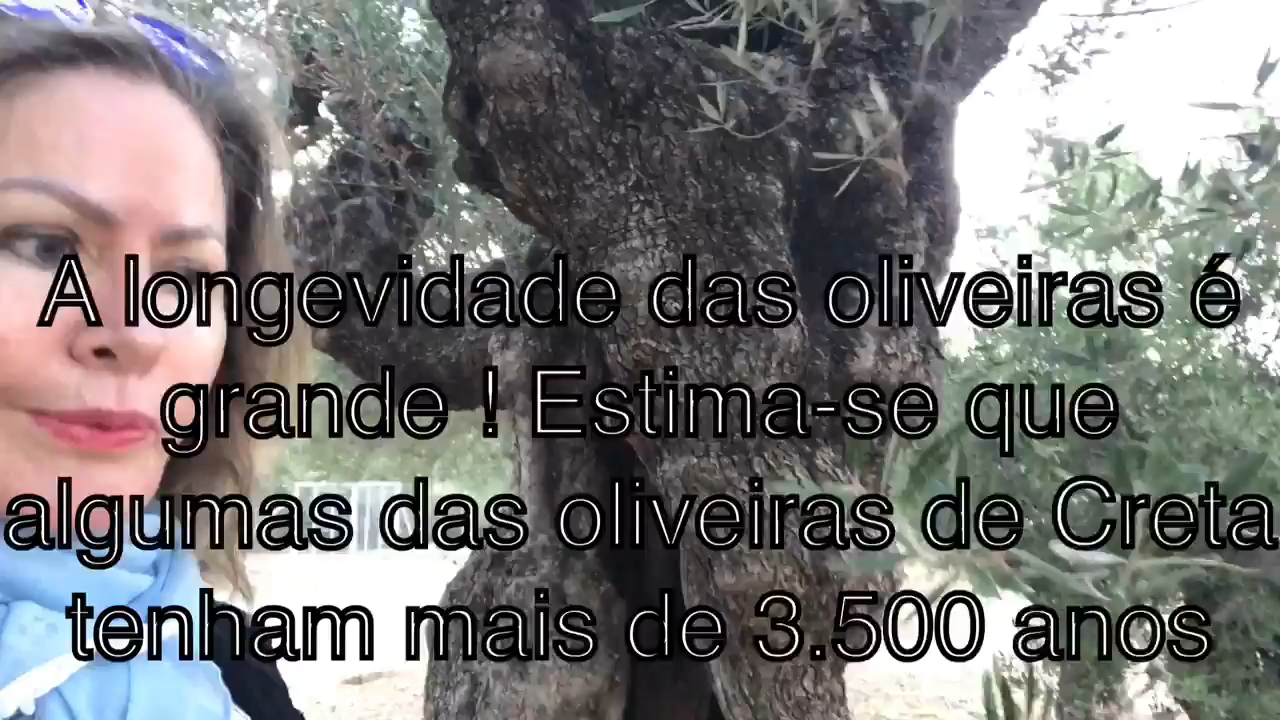 A longevidade das oliveiras é
grande ! Estima-se que
algumas das oliveiras de Creta
tenham mais de 3.500 anos